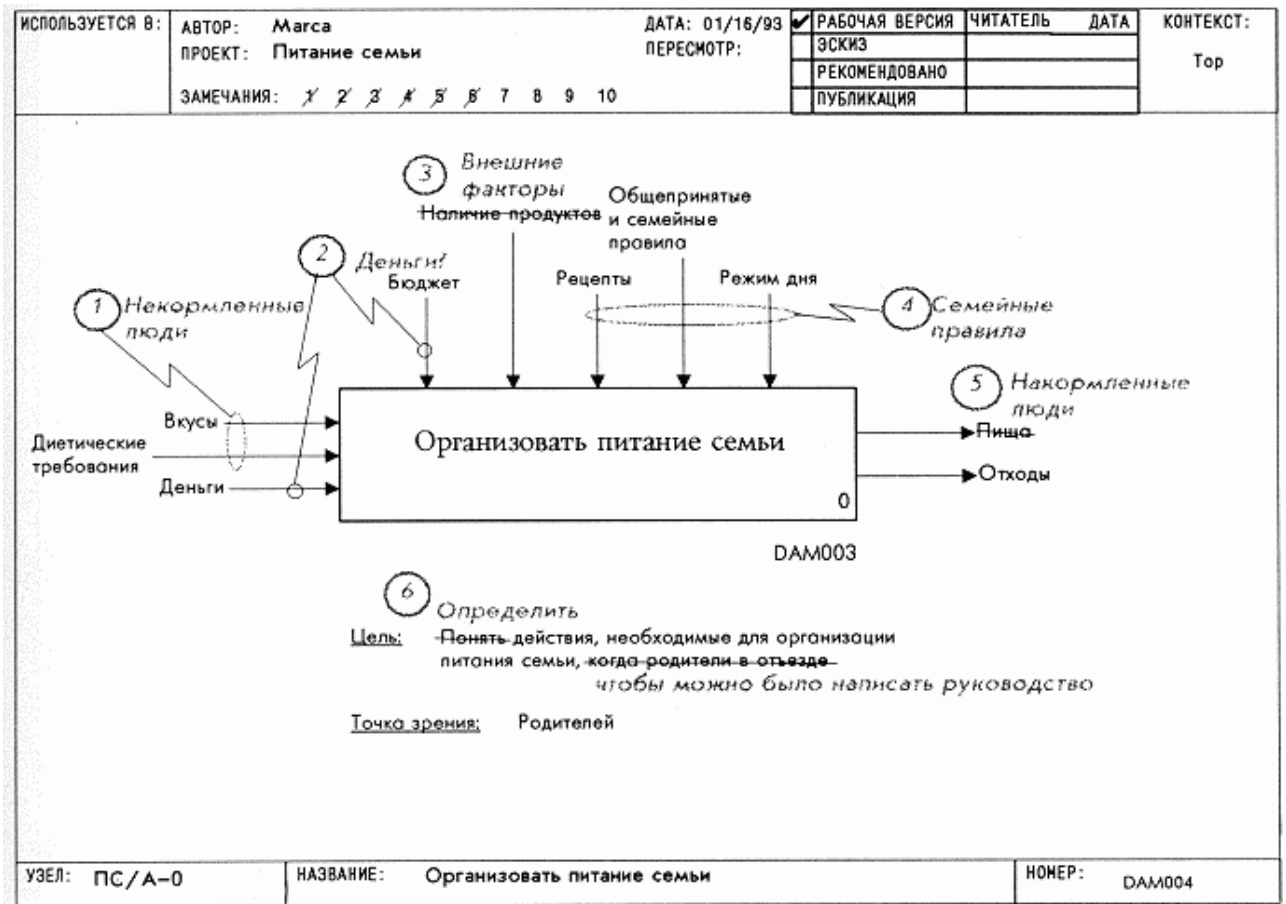 ИСПОЛЬЗУЕТСЯ В:
АВТОР: Marca
ДАТА: 01/16/93
ПРОЕКТ: Питание семьи
ПЕРЕСМОТР:
ЗАМЕЧАНИЯ: 1 2 3 4 5 6 7 8 9 10
✔ РАБОЧАЯ ВЕРСИЯ
ЭСКИЗ
РЕКОМЕНДОВАНО
ПУБЛИКАЦИЯ
ЧИТАТЕЛЬ ДАТА
КОНТЕКСТ:
Top
3 Внешние
факторы
Наличие продуктов
Общепринятые
и семейные
правила
2 Деньги!
Бюджет
Рецепты
Режим дня
1 Некормленные
люди
4 Семейные
правила
5 Накормленные
люди
Вкусы
Диетические
требования
Деньги
Организовать питание семьи
0
Пища
Отходы
DAM003
6 Определить
Цель: Понять действия, необходимые для организации
питания семьи, когда родители в отъезде
чтобы можно было написать руководство
Точка зрения: Родителей
УЗЕЛ: ПС/А-0
НАЗВАНИЕ: Организовать питание семьи
НОМЕР: DAM004